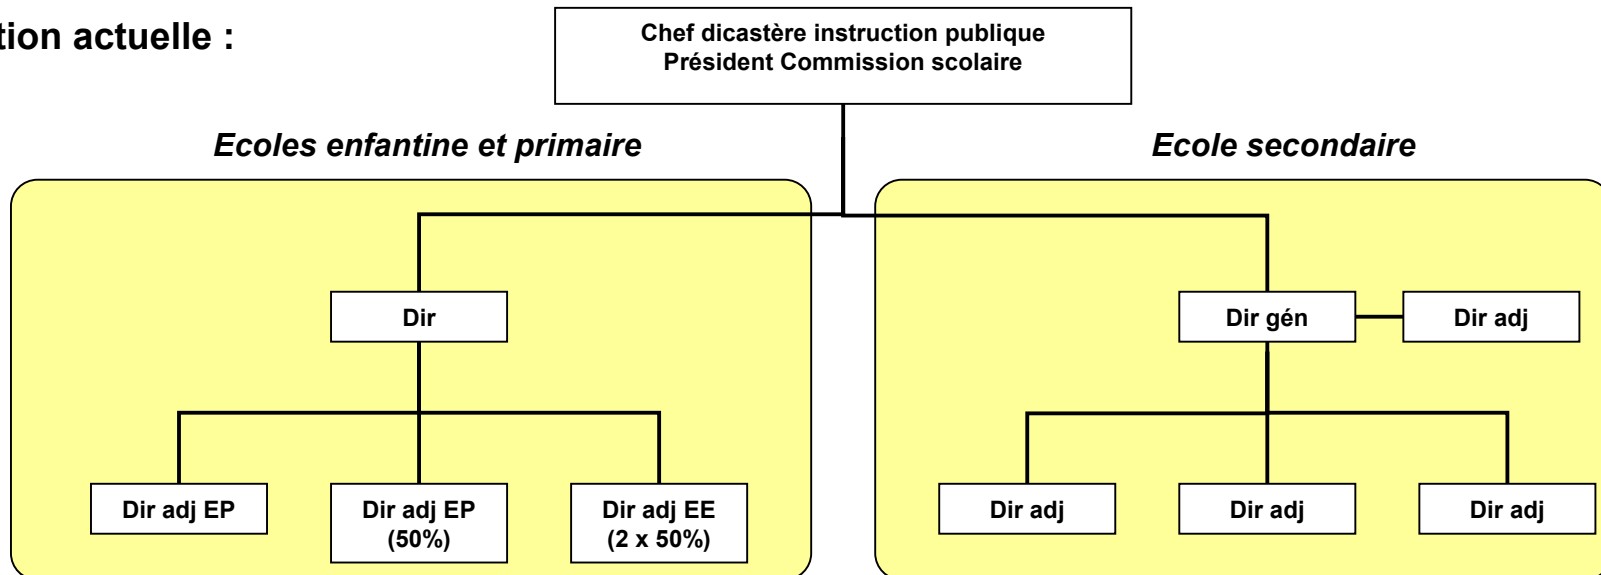 tion actuelle :
Chef dicastère instruction publique
Président Commission scolaire
Ecoles enfantine et primaire
Ecole secondaire
Dir
Dir gén
Dir adj
Dir adj EP
Dir adj EP
(50%)
Dir adj EE
(2 x 50%)
Dir adj
Dir adj
Dir adj